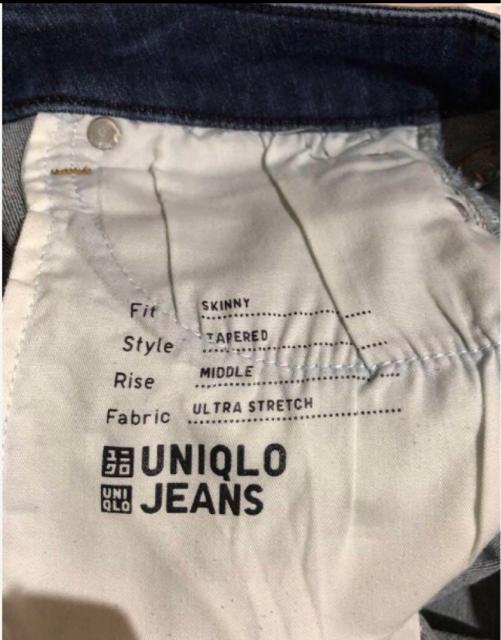 Fit SKINNY
Style TAPERED
Rise MIDDLE
Fabric ULTRA STRETCH
ユニクロ UNIQLO
UNIQLO JEANS